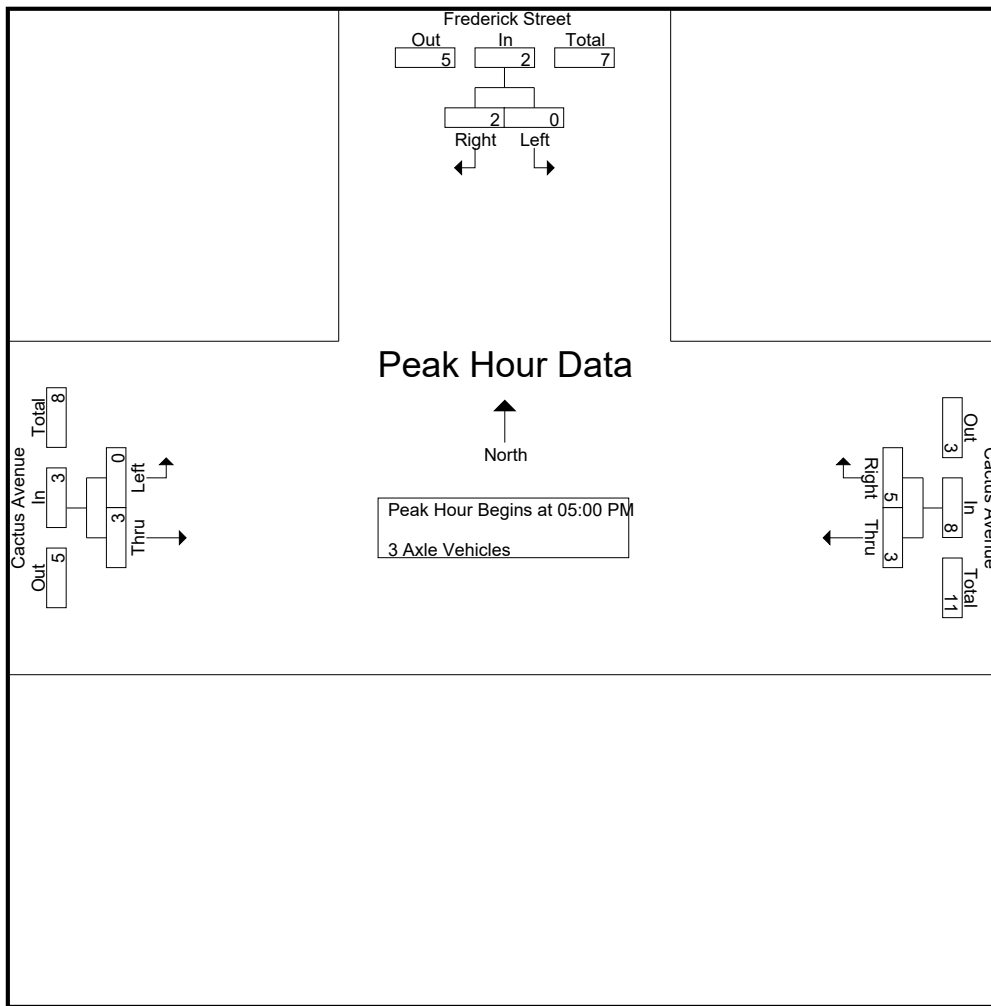 Frederick Street
Out In Total
5 2 7
2 0
Right Left
Peak Hour Data
North
Peak Hour Begins at 05:00 PM
3 Axle Vehicles
Cactus Avenue
Out In Total
5 3 8
3 0
Thru Left
Cactus Avenue
Out In Total
3 8 11
5 3
Right Thru